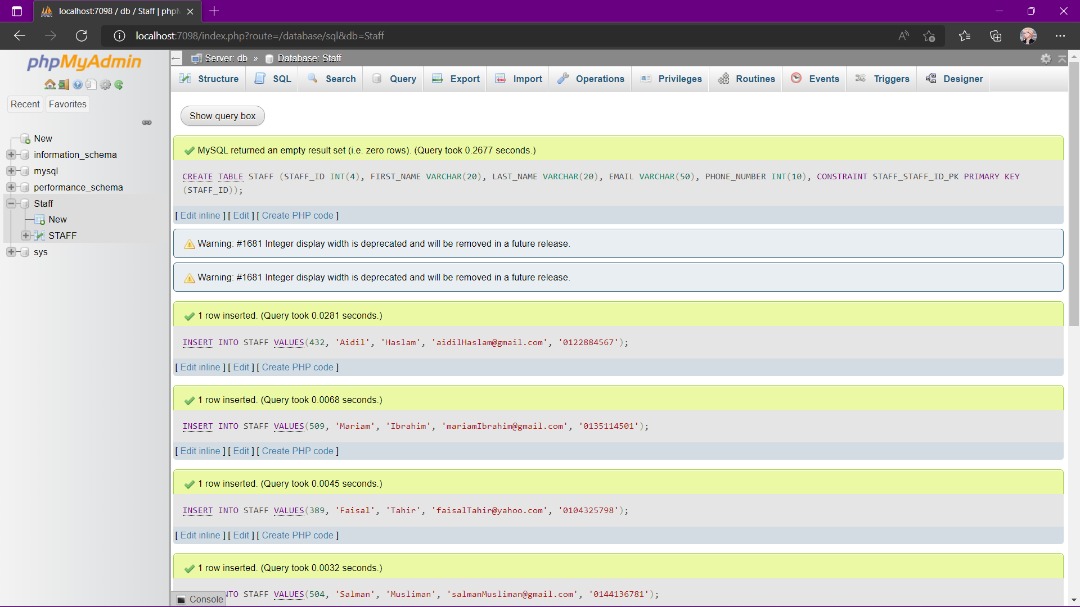 localhost:7098 / db / Staff | phpM
localhost:7098/index.php?route=/database/sql&db=Staff
phpMyAdmin
Recent Favorites
New
information_schema
mysql
performance_schema
Staff
New
STAFF
sys
Server: db » Database: Staff
Structure SQL Search Query Export Import Operations Privileges Routines Events Triggers Designer
Show query box
MySQL returned an empty result set (i.e. zero rows). (Query took 0.2677 seconds.)
CREATE TABLE STAFF (STAFF_ID INT(4), FIRST_NAME VARCHAR(20), LAST_NAME VARCHAR(20), EMAIL VARCHAR(50), PHONE_NUMBER INT(10), CONSTRAINT STAFF_STAFF_ID_PK PRIMARY KEY
(STAFF_ID));
[ Edit inline ] [ Edit ] [ Create PHP code ]
Warning: #1681 Integer display width is deprecated and will be removed in a future release.
Warning: #1681 Integer display width is deprecated and will be removed in a future release.
1 row inserted. (Query took 0.0281 seconds.)
INSERT INTO STAFF VALUES(432, 'Aidil', 'Haslam', 'aidilHaslam@gmail.com', '0122884567');
[ Edit inline ] [ Edit ] [ Create PHP code ]
1 row inserted. (Query took 0.0068 seconds.)
INSERT INTO STAFF VALUES(509, 'Mariam', 'Ibrahim', 'mariamIbrahim@gmail.com', '0135114501');
[ Edit inline ] [ Edit ] [ Create PHP code ]
1 row inserted. (Query took 0.0045 seconds.)
INSERT INTO STAFF VALUES(389, 'Faisal', 'Tahir', 'faisalTahir@yahoo.com', '0104325798');
[ Edit inline ] [ Edit ] [ Create PHP code ]
1 row inserted. (Query took 0.0032 seconds.)
Console NTO STAFF VALUES(504, 'Salman', 'Musliman', 'salmanMusliman@gmail.com', '0144136781');